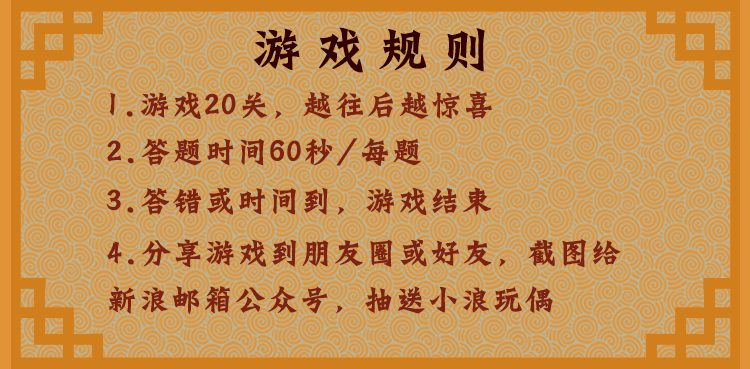 游戏规则
1.游戏20关，越往后越惊喜
2.答题时间60秒/每题
3.答错或时间到，游戏结束
4.分享游戏到朋友圈或好友，截图给
新浪邮箱公众号，抽送小浪玩偶